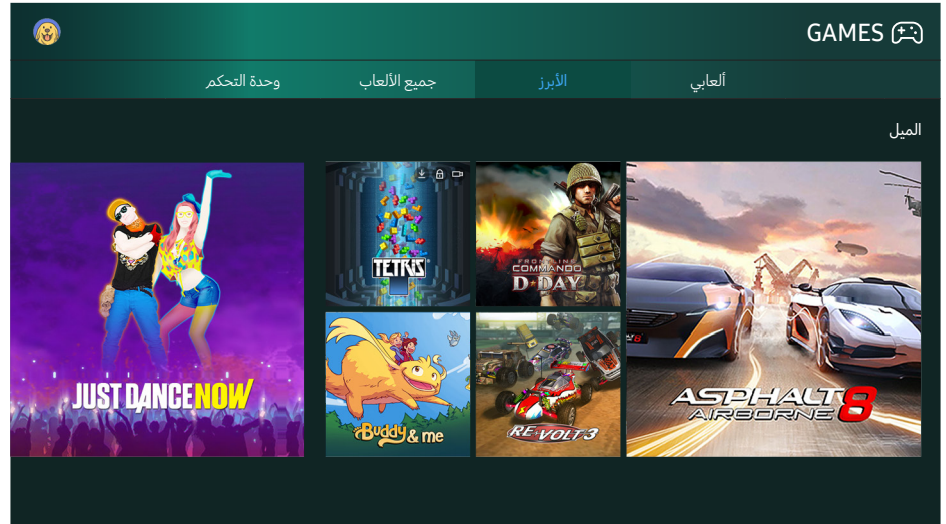 GAMES
ألعابي
الأبرز
جميع الألعاب
وحدة التحكم
الميل
ASPHALT 8
AIRBORNE
FRONTLINE
COMMANDO
D★DAY
TETRIS
JUST DANCE NOW
RE-VOLT 3
Buddy & me